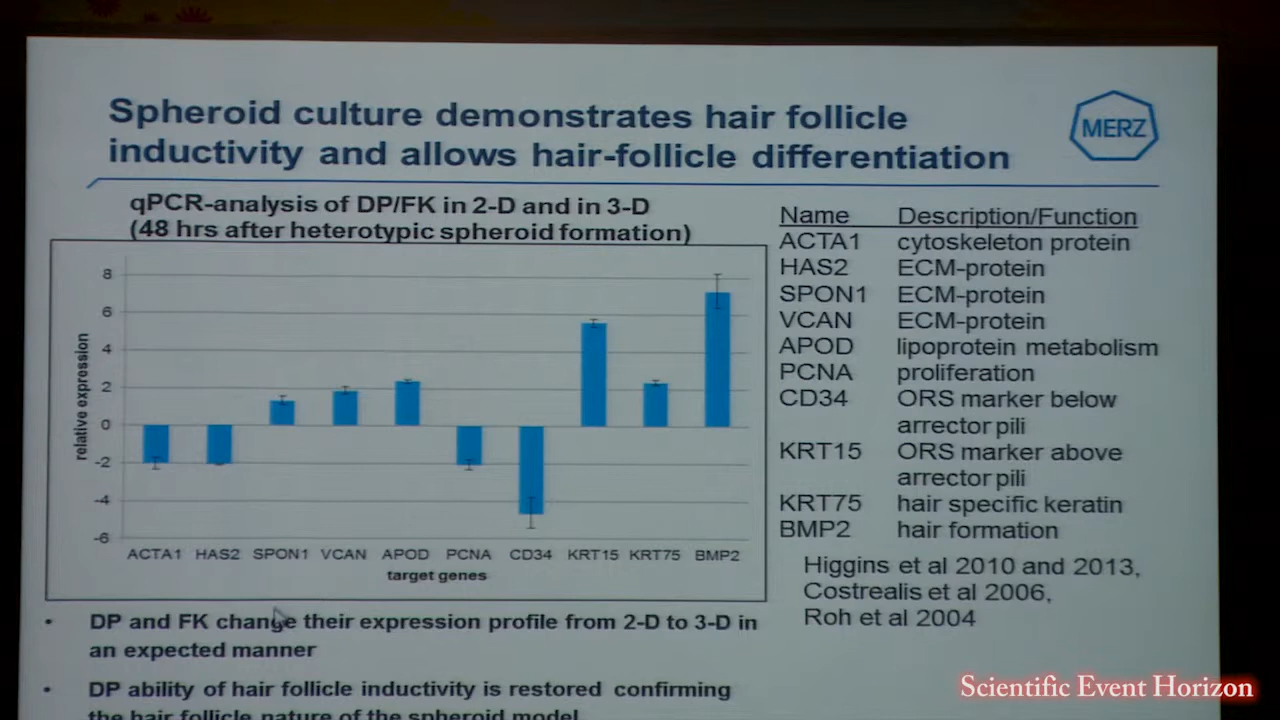 Spheroid culture demonstrates hair follicle
inductivity and allows hair-follicle differentiation
MERZ
qPCR-analysis of DP/FK in 2-D and in 3-D
(48 hrs after heterotypic spheroid formation)
relative expression
8
6
4
2
0
-2
-4
-6
ACTA1 HAS2 SPON1 VCAN APOD PCNA CD34 KRT15 KRT75 BMP2
target genes
Name Description/Function
ACTA1 cytoskeleton protein
HAS2 ECM-protein
SPON1 ECM-protein
VCAN ECM-protein
APOD lipoprotein metabolism
PCNA proliferation
CD34 ORS marker below
arrector pili
KRT15 ORS marker above
arrector pili
KRT75 hair specific keratin
BMP2 hair formation
Higgins et al 2010 and 2013,
Costrealis et al 2006,
Roh et al 2004
• DP and FK change their expression profile from 2-D to 3-D in
an expected manner
• DP ability of hair follicle inductivity is restored confirming
the hair follicle nature of the spheroid model
Scientific Event Horizon